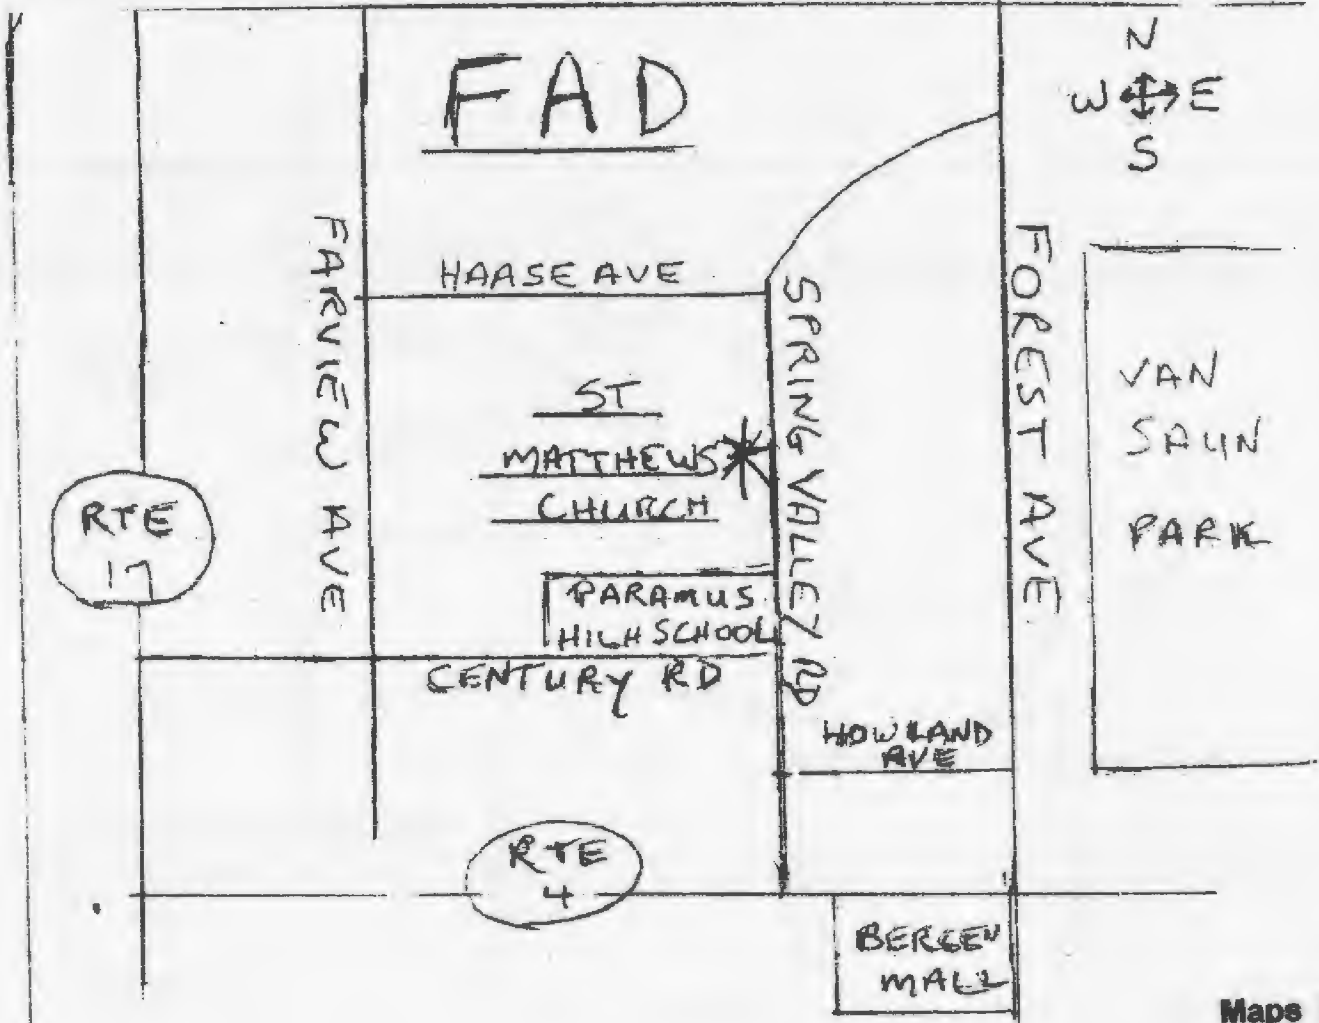 FAD
N
W E
S
HAASE AVE
FARVIEW AVE
SPRING VALLEY RD
FOREST AVE
ST
MATTHEWS
CHURCH
VAN
SAUN
PARK
RTE
17
PARAMUS
HIGH SCHOOL
CENTURY RD
HOWLAND
AVE
RTE
4
BERGEN
MALL
Maps